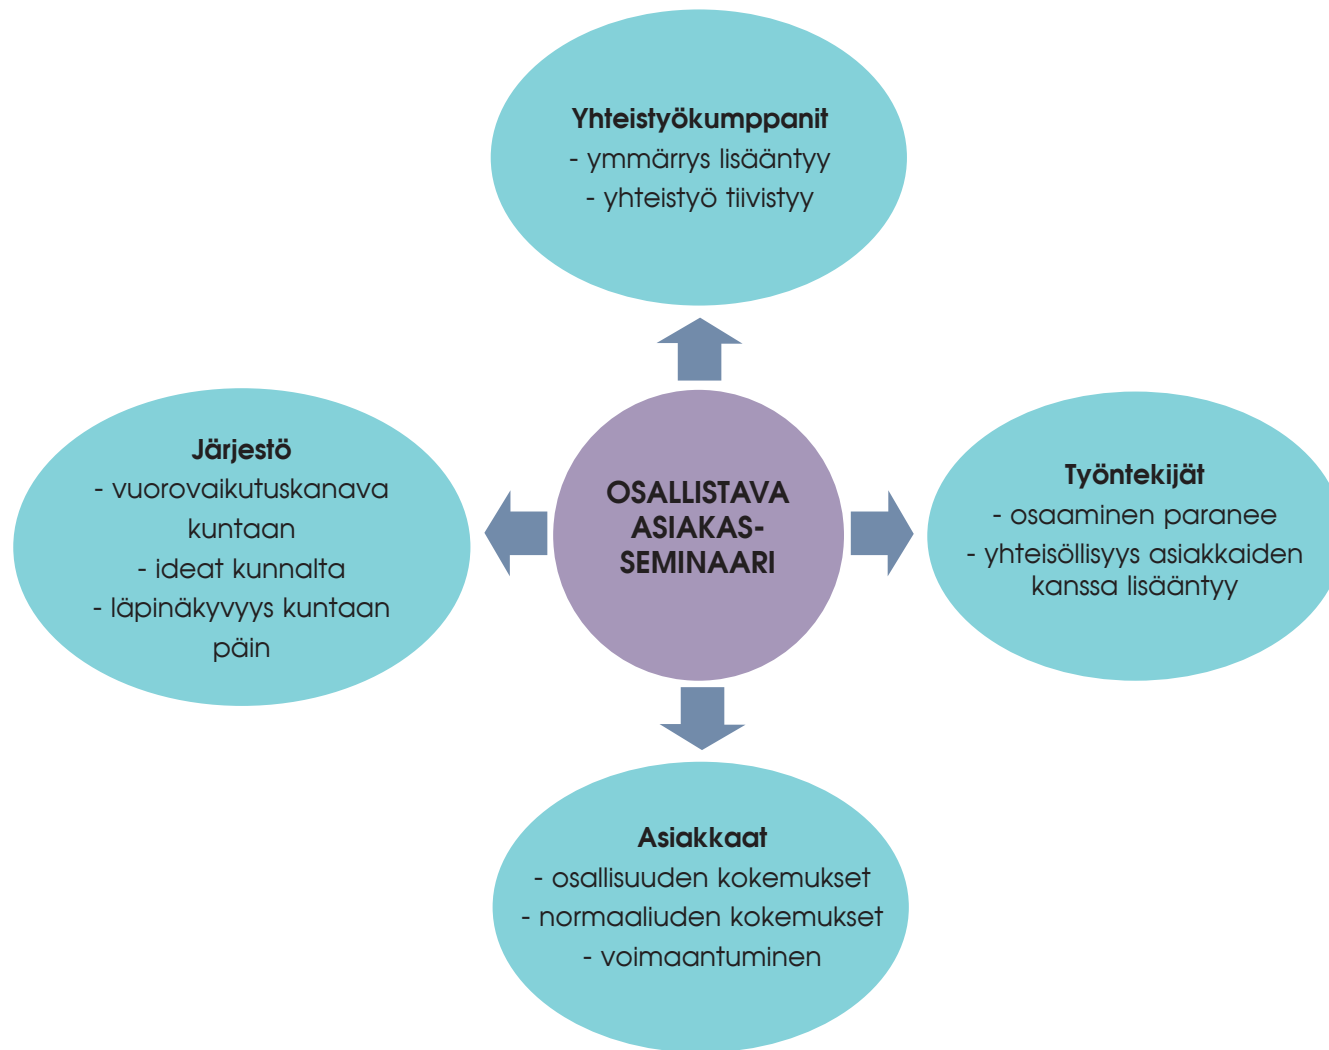 Yhteistyökumppanit
- ymmärrys lisääntyy
- yhteistyö tiivistyy
Järjestö
- vuorovaikutuskanava
kuntaan
- ideat kunnalta
- läpinäkyvyys kuntaan
päin
OSALLISTAVA
ASIAKAS-
SEMINAARI
Työntekijät
- osaaminen paranee
- yhteisöllisyys asiakkaiden
kanssa lisääntyy
Asiakkaat
- osallisuuden kokemukset
- normaaliuden kokemukset
- voimaantuminen